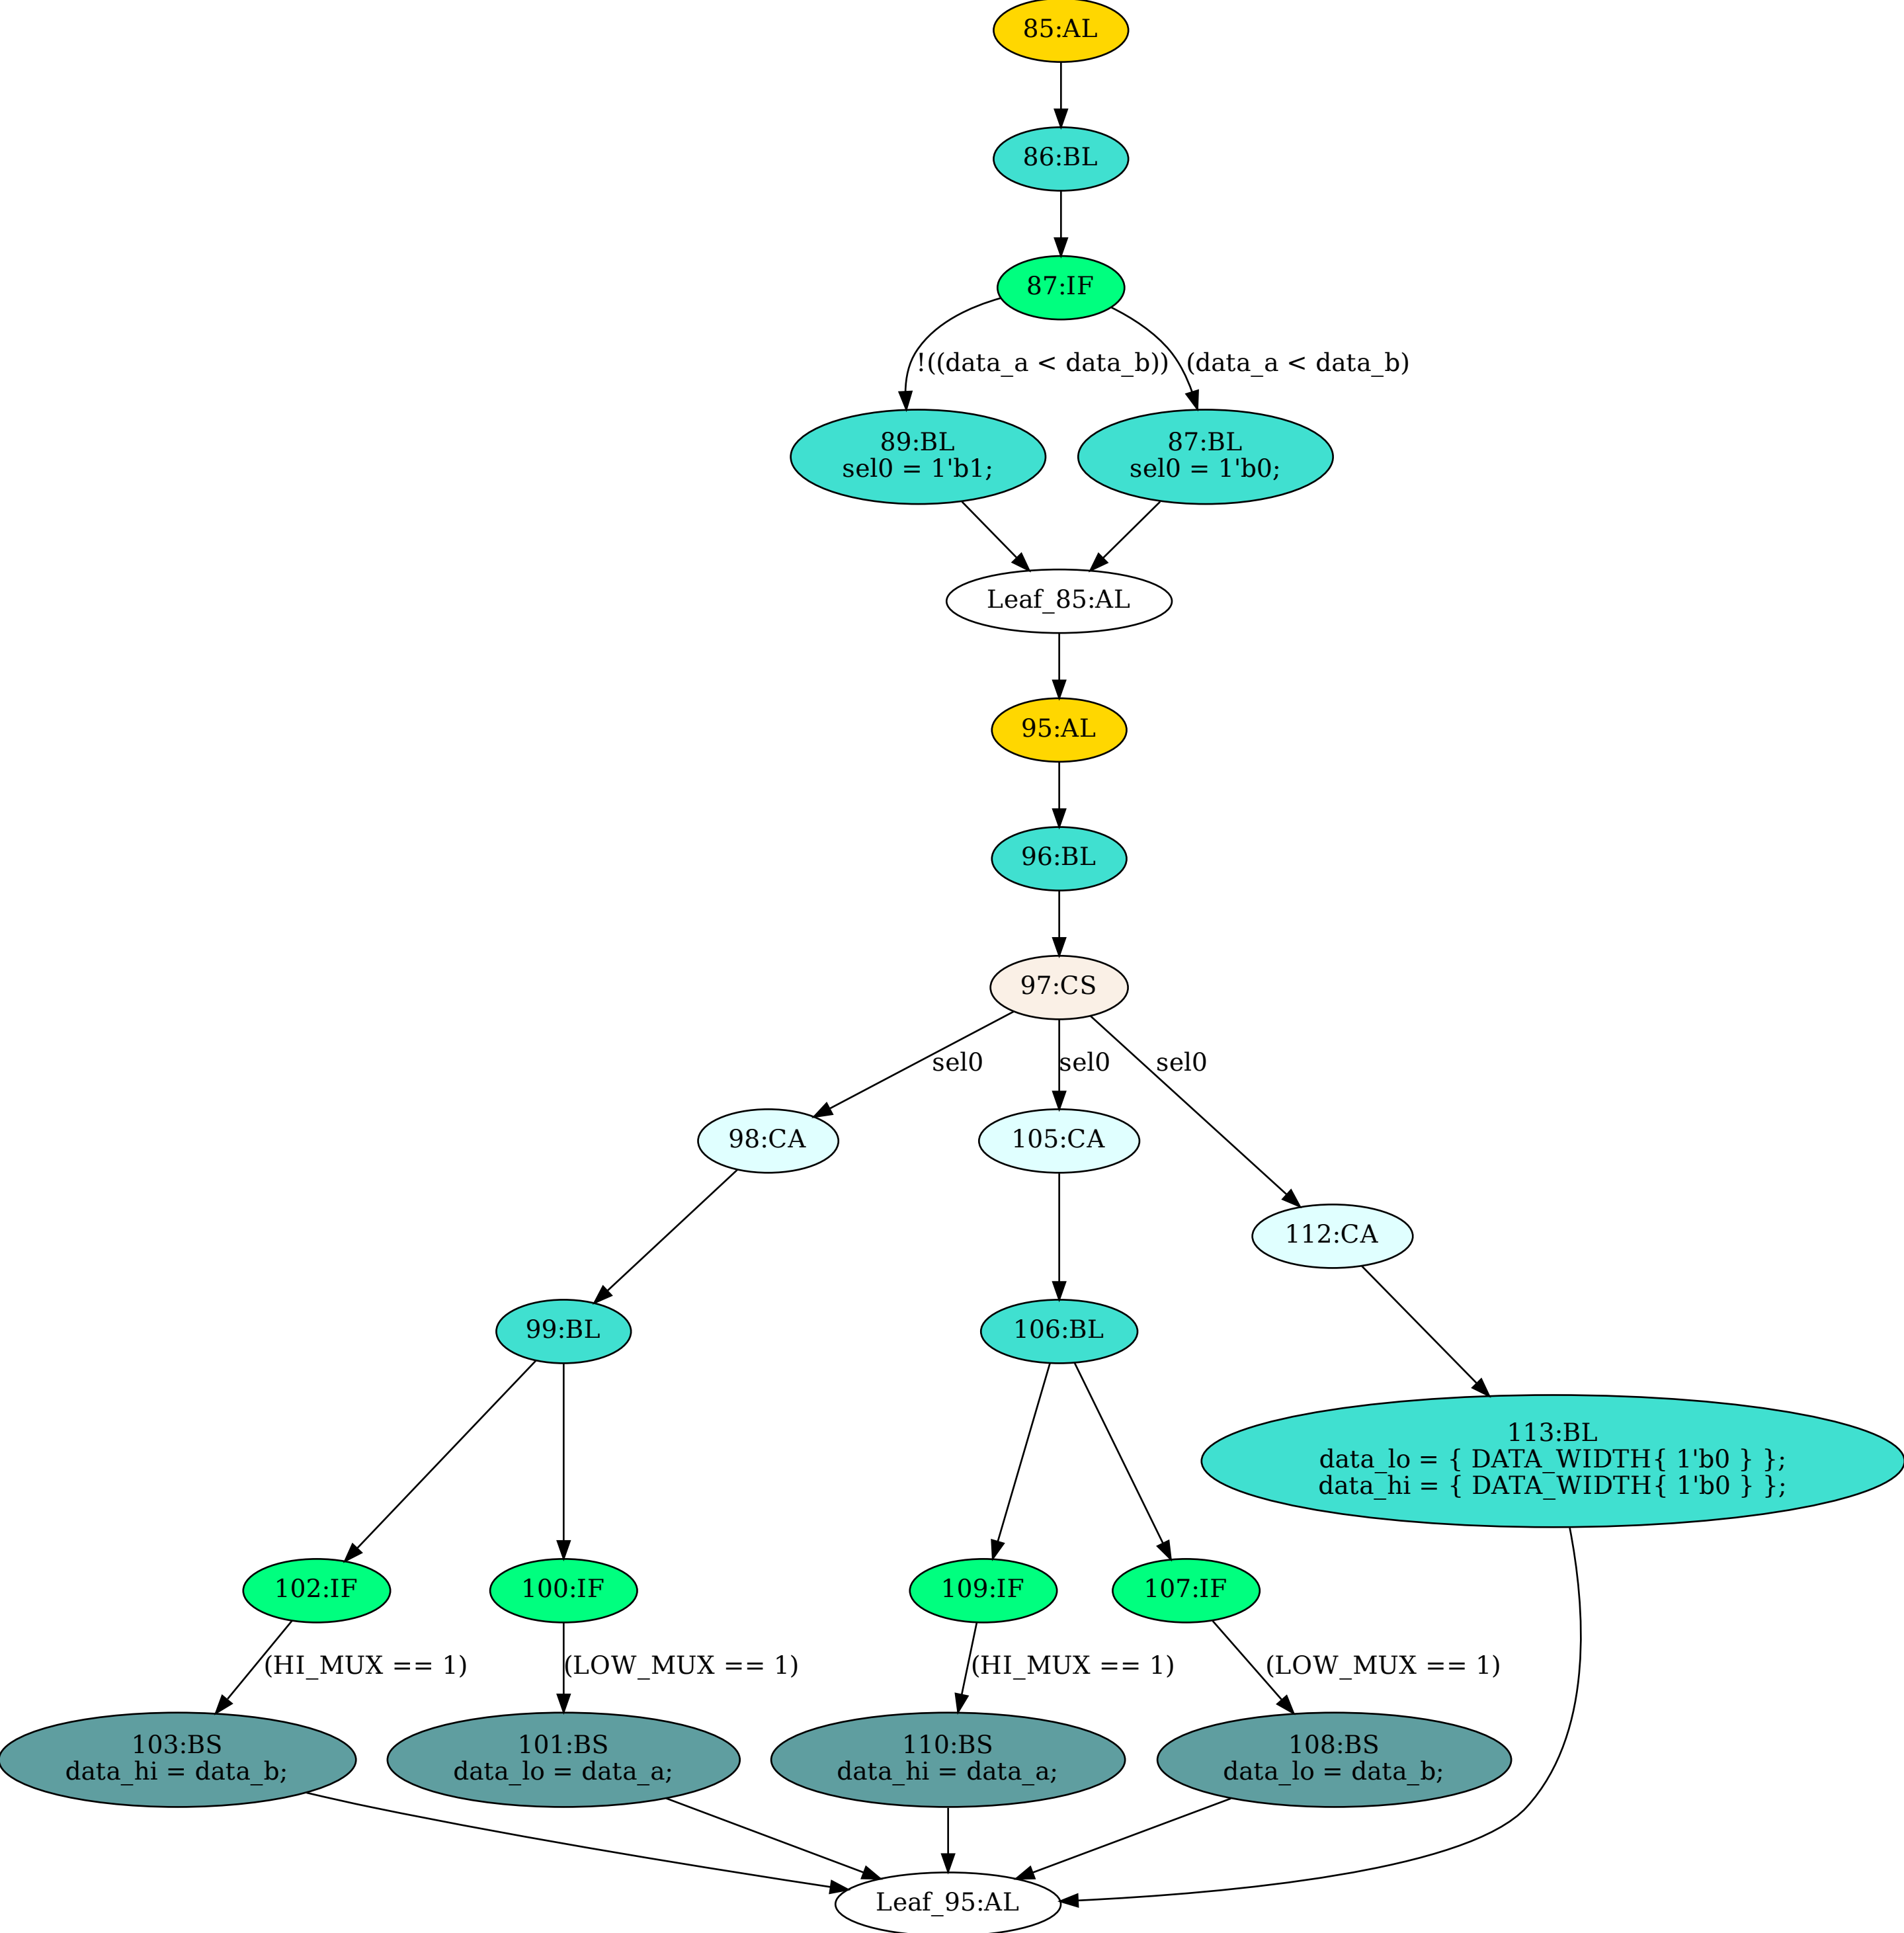 85:AL
86:BL
87:IF
!((data_a < data_b))
(data_a < data_b)
89:BL
sel0 = 1'b1;
87:BL
sel0 = 1'b0;
Leaf_85:AL
95:AL
96:BL
97:CS
sel0
sel0
sel0
98:CA
105:CA
112:CA
99:BL
106:BL
113:BL
data_lo = { DATA_WIDTH{ 1'b0 } };
data_hi = { DATA_WIDTH{ 1'b0 } };
102:IF
100:IF
109:IF
107:IF
(HI_MUX == 1)
(LOW_MUX == 1)
(HI_MUX == 1)
(LOW_MUX == 1)
103:BS
data_hi = data_b;
101:BS
data_lo = data_a;
110:BS
data_hi = data_a;
108:BS
data_lo = data_b;
Leaf_95:AL